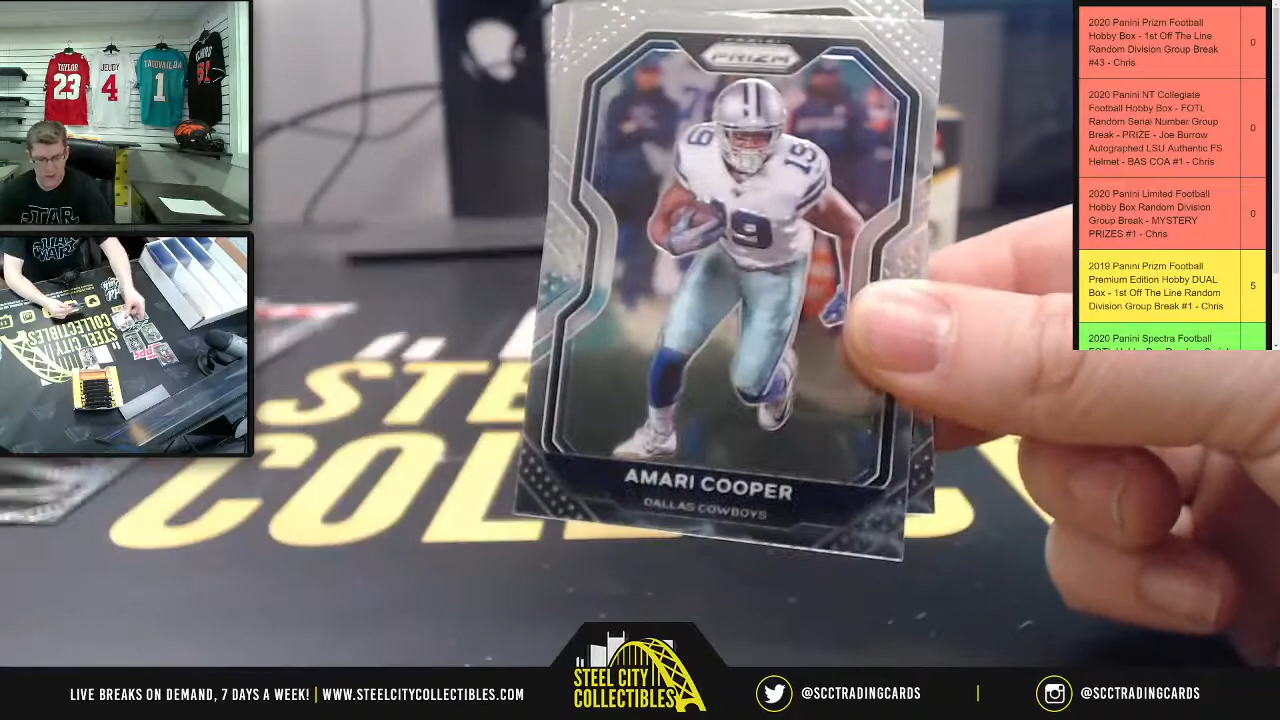 TAYLOR
23
JEUDY
4
TAGOVAILOA
1
STAR
WARS
STEEL CITY
COLLECTIBLES
PANINI
PRIZM
19
19
AMARI COOPER
DALLAS COWBOYS
2020 Panini Prizm Football
Hobby Box - 1st Off The Line
Random Division Group Break
#43 - Chris
0
2020 Panini NT Collegiate
Football Hobby Box - FOTL
Random Serial Number Group
Break - PRIZE - Joe Burrow
Autographed LSU Authentic FS
Helmet - BAS COA #1 - Chris
0
2020 Panini Limited Football
Hobby Box Random Division
Group Break - MYSTERY
PRIZES #1 - Chris
0
2019 Panini Prizm Football
Premium Edition Hobby DUAL
Box - 1st Off The Line Random
Division Group Break #1 - Chris
5
2020 Panini Spectra Football
LIVE BREAKS ON DEMAND, 7 DAYS A WEEK! | WWW.STEELCITYCOLLECTIBLES.COM
STEEL CITY
COLLECTIBLES
@SCCTRADINGCARDS
|
@SCCTRADINGCARDS